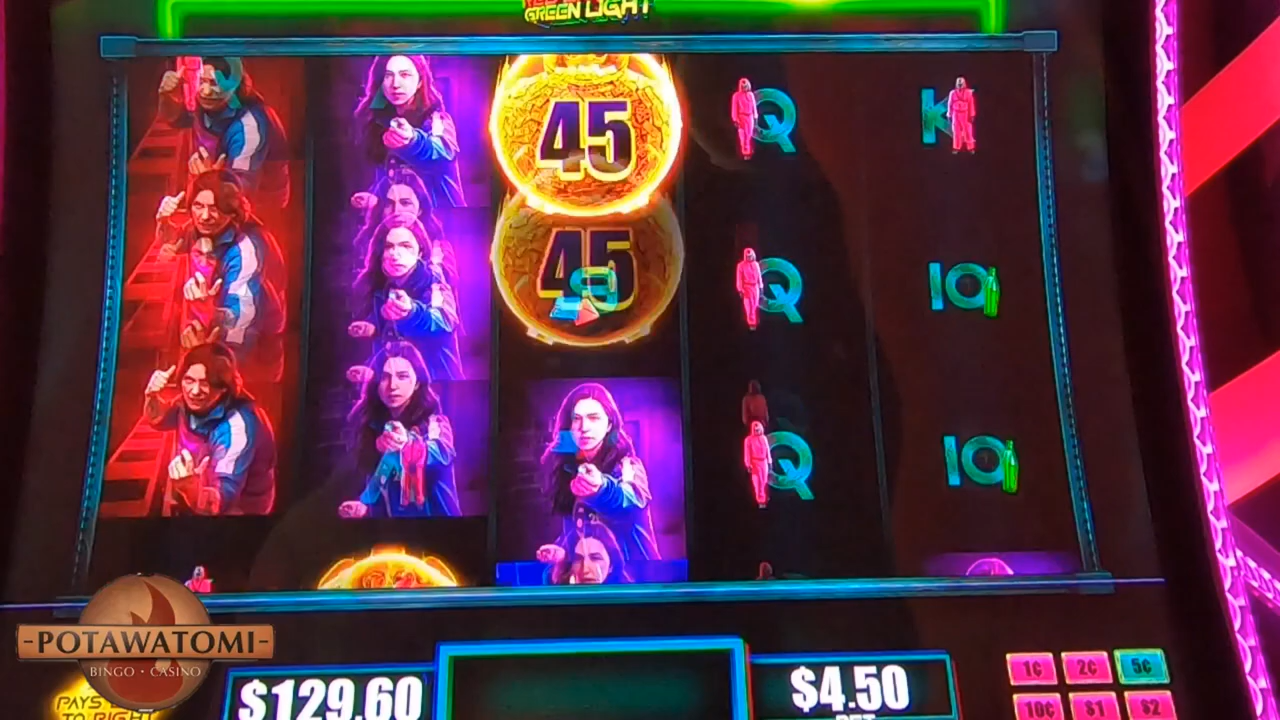 GREEN LIGHT
45
Q
K
45
Q
10
Q
10
POTAWATOMI
BINGO · CASINO
PAYS
TO RIGHT
$129.60
$4.50
BET
1¢ 2¢ 5¢
10¢ $1 $2